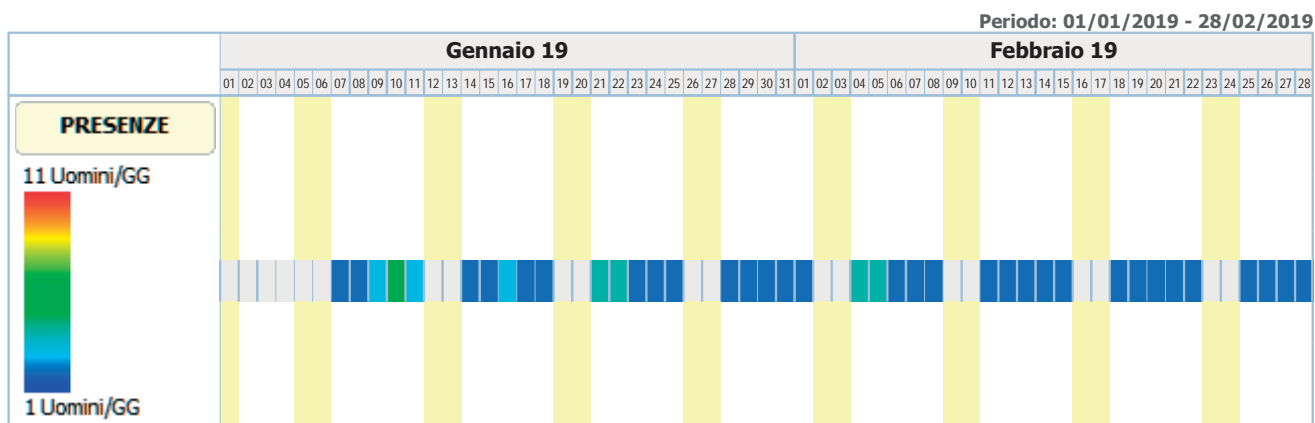 Periodo: 01/01/2019 - 28/02/2019
Gennaio 19 Febbraio 19
01 02 03 04 05 06 07 08 09 10 11 12 13 14 15 16 17 18 19 20 21 22 23 24 25 26 27 28 29 30 31 01 02 03 04 05 06 07 08 09 10 11 12 13 14 15 16 17 18 19 20 21 22 23 24 25 26 27 28
PRESENZE
11 Uomini/GG
1 Uomini/GG